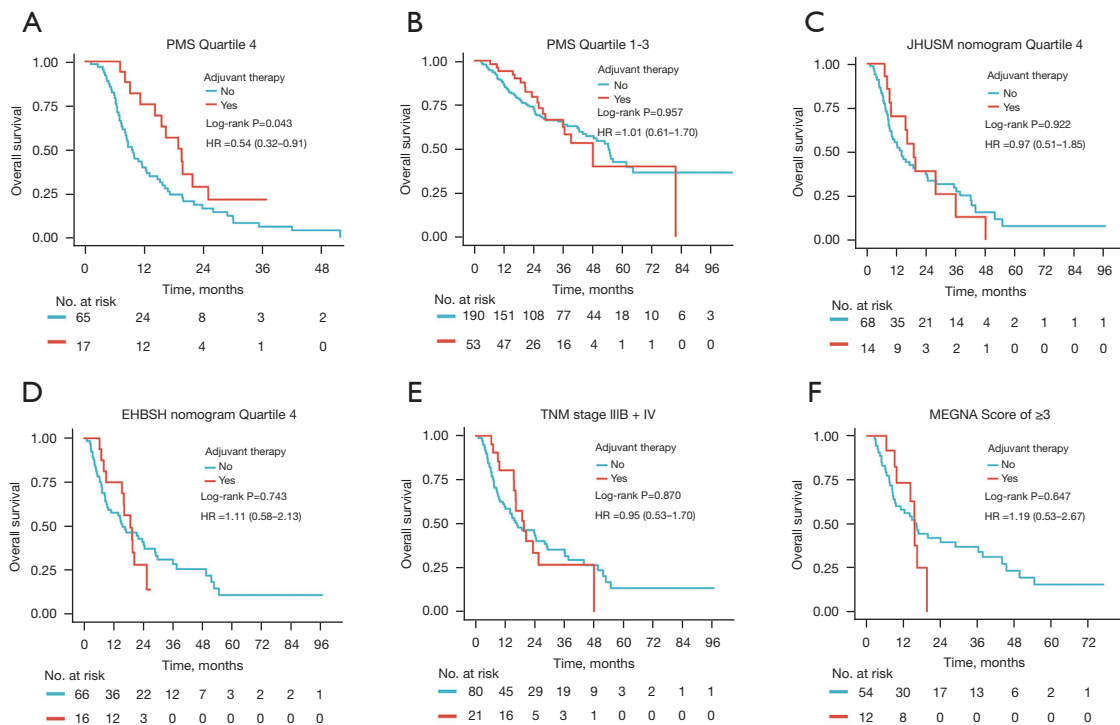 A
PMS Quartile 4
Overall survival
1.00
0.75
0.50
0.25
0.00
Adjuvant therapy
No
Yes
Log-rank P=0.043
HR =0.54 (0.32–0.91)
0 12 24 36 48
Time, months
No. at risk
65 24 8 3 2
17 12 4 1 0
B
PMS Quartile 1-3
Overall survival
1.00
0.75
0.50
0.25
0.00
Adjuvant therapy
No
Yes
Log-rank P=0.957
HR =1.01 (0.61–1.70)
0 12 24 36 48 60 72 84 96
Time, months
No. at risk
190 151 108 77 44 18 10 6 3
53 47 26 16 4 1 1 0 0
C
JHUSM nomogram Quartile 4
Overall survival
1.00
0.75
0.50
0.25
0.00
Adjuvant therapy
No
Yes
Log-rank P=0.922
HR =0.97 (0.51–1.85)
0 12 24 36 48 60 72 84 96
Time, months
No. at risk
68 35 21 14 4 2 1 1 1
14 9 3 2 1 0 0 0 0
D
EHBSH nomogram Quartile 4
Overall survival
1.00
0.75
0.50
0.25
0.00
Adjuvant therapy
No
Yes
Log-rank P=0.743
HR =1.11 (0.58–2.13)
0 12 24 36 48 60 72 84 96
Time, months
No. at risk
66 36 22 12 7 3 2 2 1
16 12 3 0 0 0 0 0 0
E
TNM stage IIIB + IV
Overall survival
1.00
0.75
0.50
0.25
0.00
Adjuvant therapy
No
Yes
Log-rank P=0.870
HR =0.95 (0.53–1.70)
0 12 24 36 48 60 72 84 96
Time, months
No. at risk
80 45 29 19 9 3 2 1 1
21 16 5 3 1 0 0 0 0
F
MEGNA Score of ≥3
Overall survival
1.00
0.75
0.50
0.25
0.00
Adjuvant therapy
No
Yes
Log-rank P=0.647
HR =1.19 (0.53–2.67)
0 12 24 36 48 60 72
Time, months
No. at risk
54 30 17 13 6 2 1
12 8 0 0 0 0 0